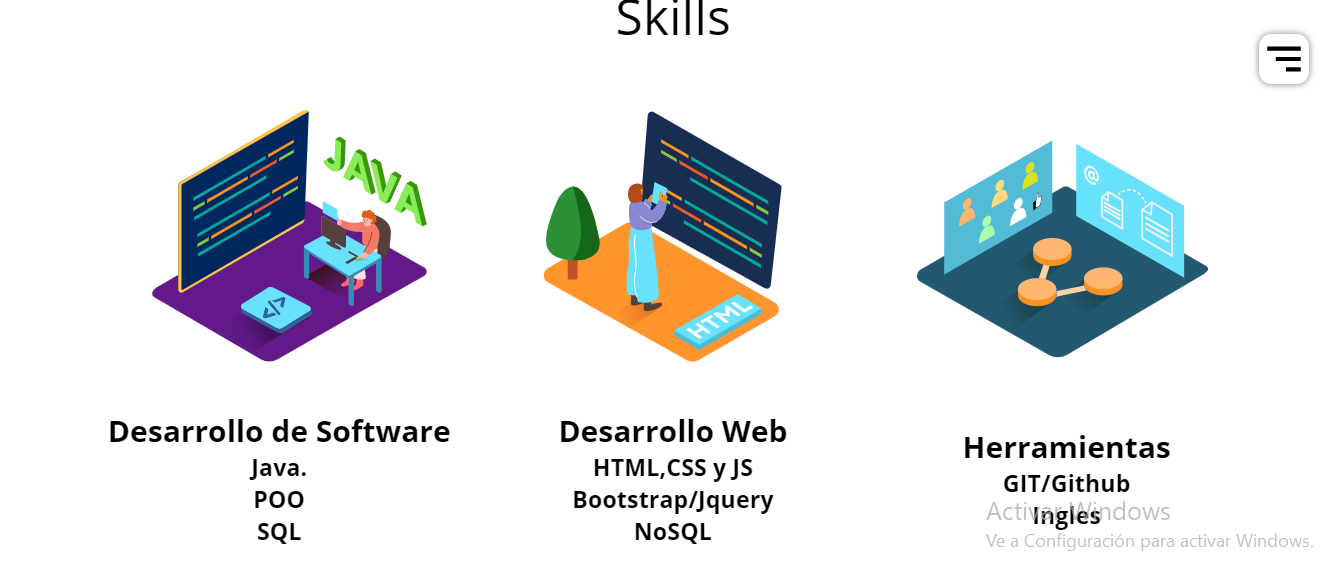 Skills
JAVA
</>
HTML
@
Desarrollo de Software
Java.
POO
SQL
Desarrollo Web
HTML,CSS y JS
Bootstrap/Jquery
NoSQL
Herramientas
GIT/Github
Ingles
Activar Windows
Ve a Configuración para activar Windows.